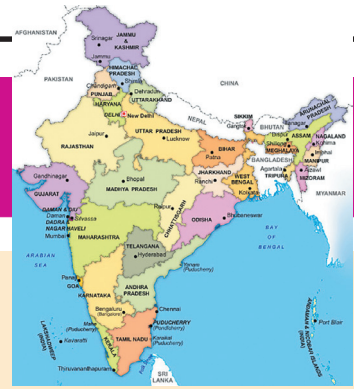 AFGHANISTAN
JAMMU
&
KASHMIR
Srinagar
Jammu
HIMACHAL
PRADESH
Shimla
PAKISTAN
Chandigarh
PUNJAB
Dehradun
UTTARAKHAND
HARYANA
DELHI
New Delhi
CHINA
NEPAL
SIKKIM
Gangtok
BHUTAN
ARUNACHAL
PRADESH
Itanagar
Jaipur
RAJASTHAN
UTTAR PRADESH
Lucknow
BIHAR
Patna
Dispur
ASSAM
NAGALAND
Kohima
Shillong
MEGHALAYA
Imphal
MANIPUR
BANGLADESH
Agartala
TRIPURA
Aizawl
MIZORAM
MYANMAR
Gandhinagar
GUJARAT
Bhopal
MADHYA PRADESH
JHARKHAND
Ranchi
WEST
BENGAL
Kolkata
DAMAN & DIU
Daman
Silvassa
DADRA &
NAGAR HAVELI
Mumbai
Raipur
CHHATTISGARH
ODISHA
Bhubaneswar
MAHARASHTRA
TELANGANA
Hyderabad
Yanam
(Puducherry)
BAY
OF
BENGAL
ARABIAN
SEA
Panaji
GOA
KARNATAKA
ANDHRA
PRADESH
Bengaluru
(Bangalore)
Chennai
Mahe
(Puducherry)
PUDUCHERRY
(Pondicherry)
Karaikal
(Puducherry)
TAMIL NADU
KERALA
LAKSHADWEEP
(INDIA)
Kavaratti
Thiruvananthapuram
SRI
LANKA
Port Blair
ANDAMAN & NICOBAR ISLANDS
(INDIA)